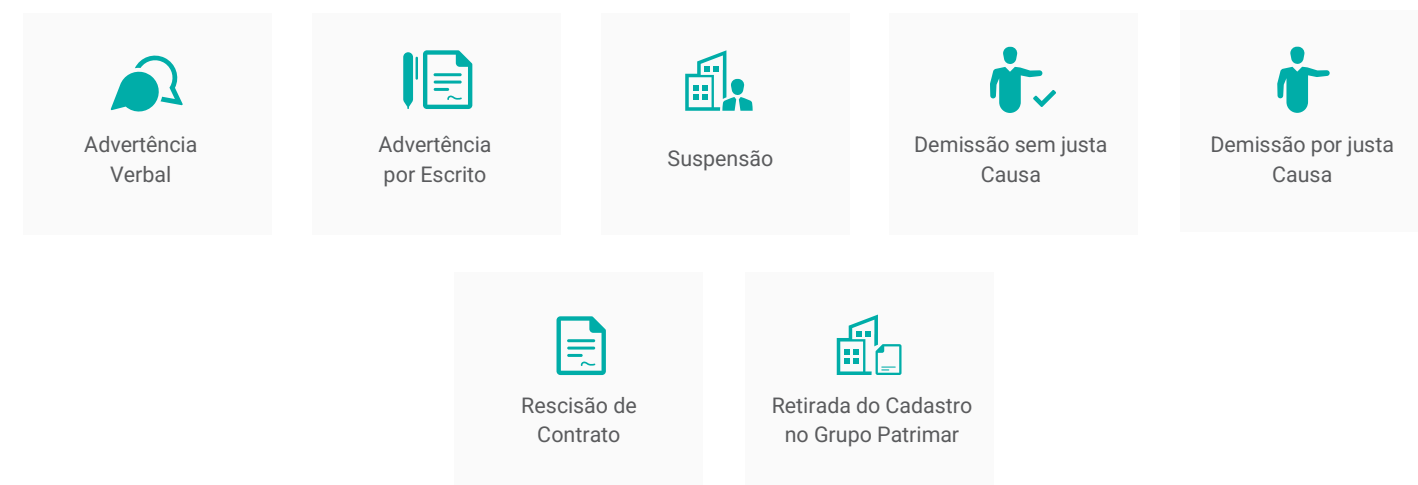 Advertência
Verbal
Advertência
por Escrito
Suspensão
Demissão sem justa
Causa
Demissão por justa
Causa
Rescisão de
Contrato
Retirada do Cadastro
no Grupo Patrimar